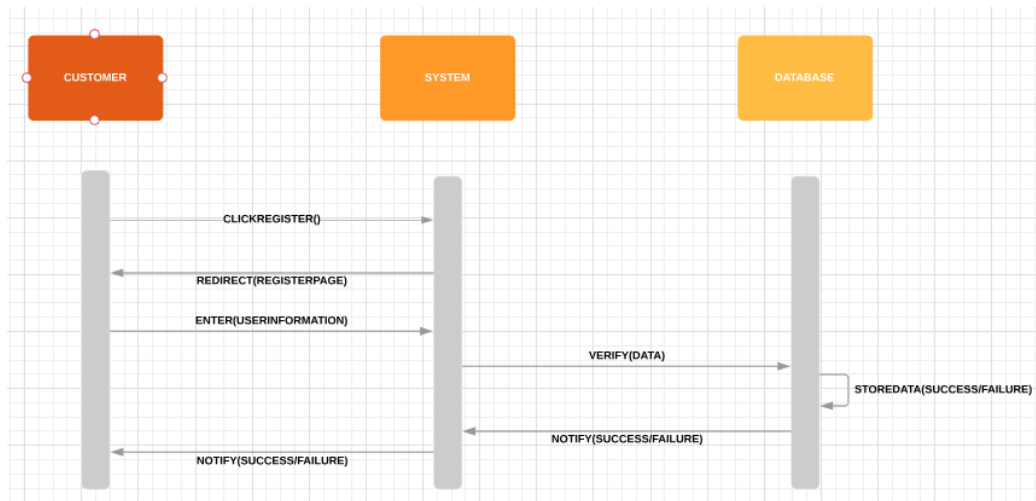 CUSTOMER
SYSTEM
DATABASE
CLICKREGISTER()
REDIRECT(REGISTERPAGE)
ENTER(USERINFORMATION)
VERIFY(DATA)
STOREDATA(SUCCESS/FAILURE)
NOTIFY(SUCCESS/FAILURE)
NOTIFY(SUCCESS/FAILURE)